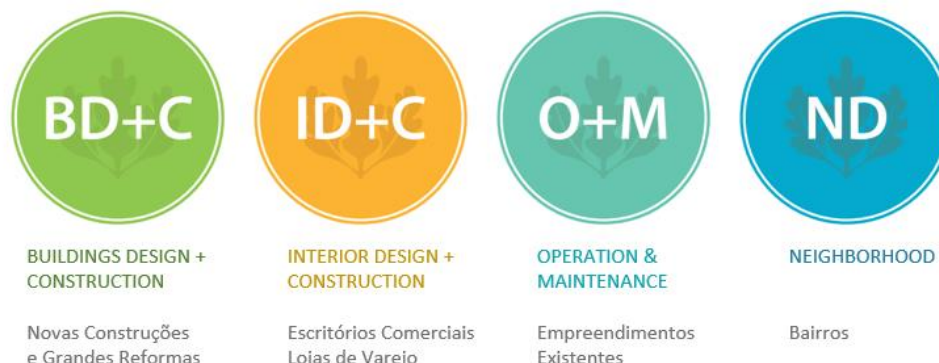 BD+C
ID+C
O+M
ND
BUILDINGS DESIGN +
CONSTRUCTION
INTERIOR DESIGN +
CONSTRUCTION
OPERATION &
MAINTENANCE
NEIGHBORHOOD
Novas Construções
e Grandes Reformas
Escritórios Comerciais
Lojas de Varejo
Empreendimentos
Existentes
Bairros